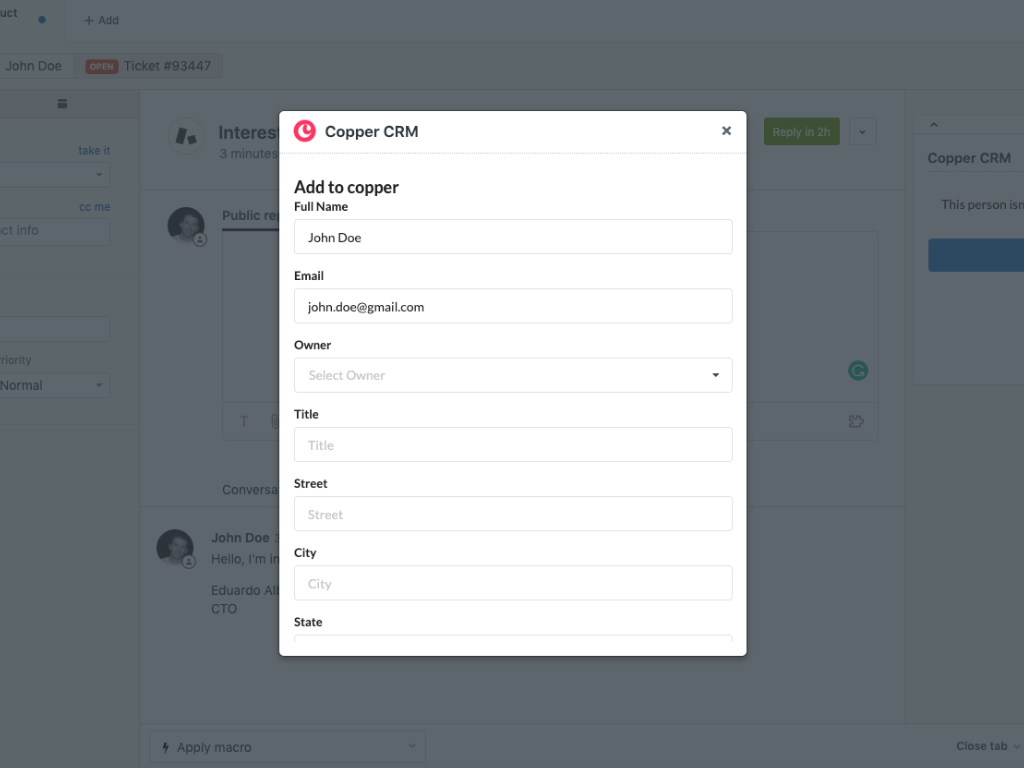 uct
+ Add
John Doe
OPEN Ticket #93447
take it
cc me
ct info
riority
Normal
Interest
3 minutes
Reply in 2h
Public rep
T
Conversa
John Doe 3
Hello, I'm in
Eduardo Alb
CTO
Copper CRM
Add to copper
Full Name
John Doe
Email
john.doe@gmail.com
Owner
Select Owner
Title
Title
Street
Street
City
City
State
Copper CRM
This person isn
Apply macro
Close tab